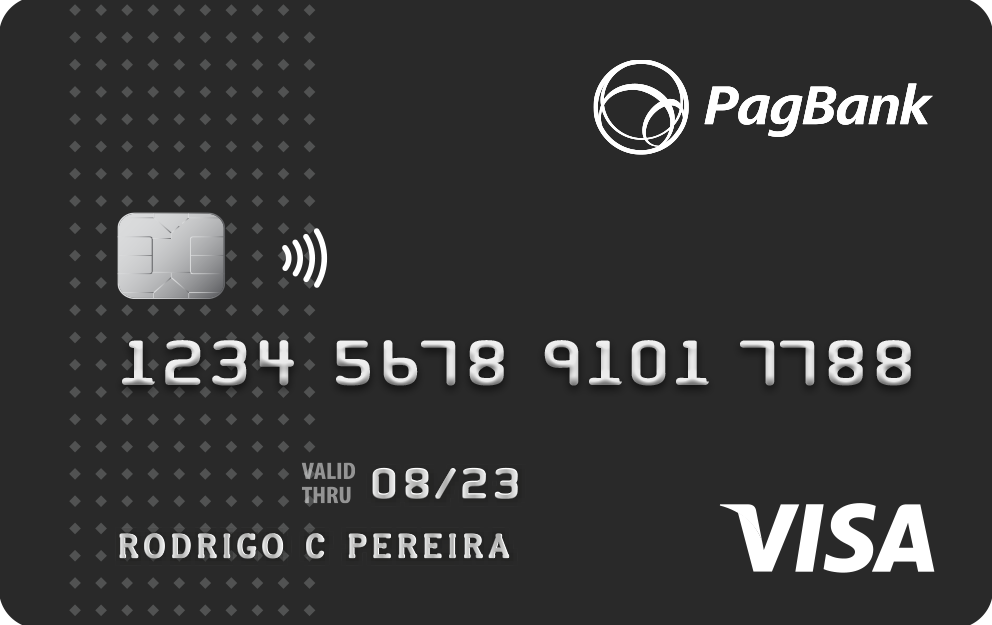 PagBank
1234 5678 9101 7788
VALID THRU 08/23
RODRIGO C PEREIRA
VISA